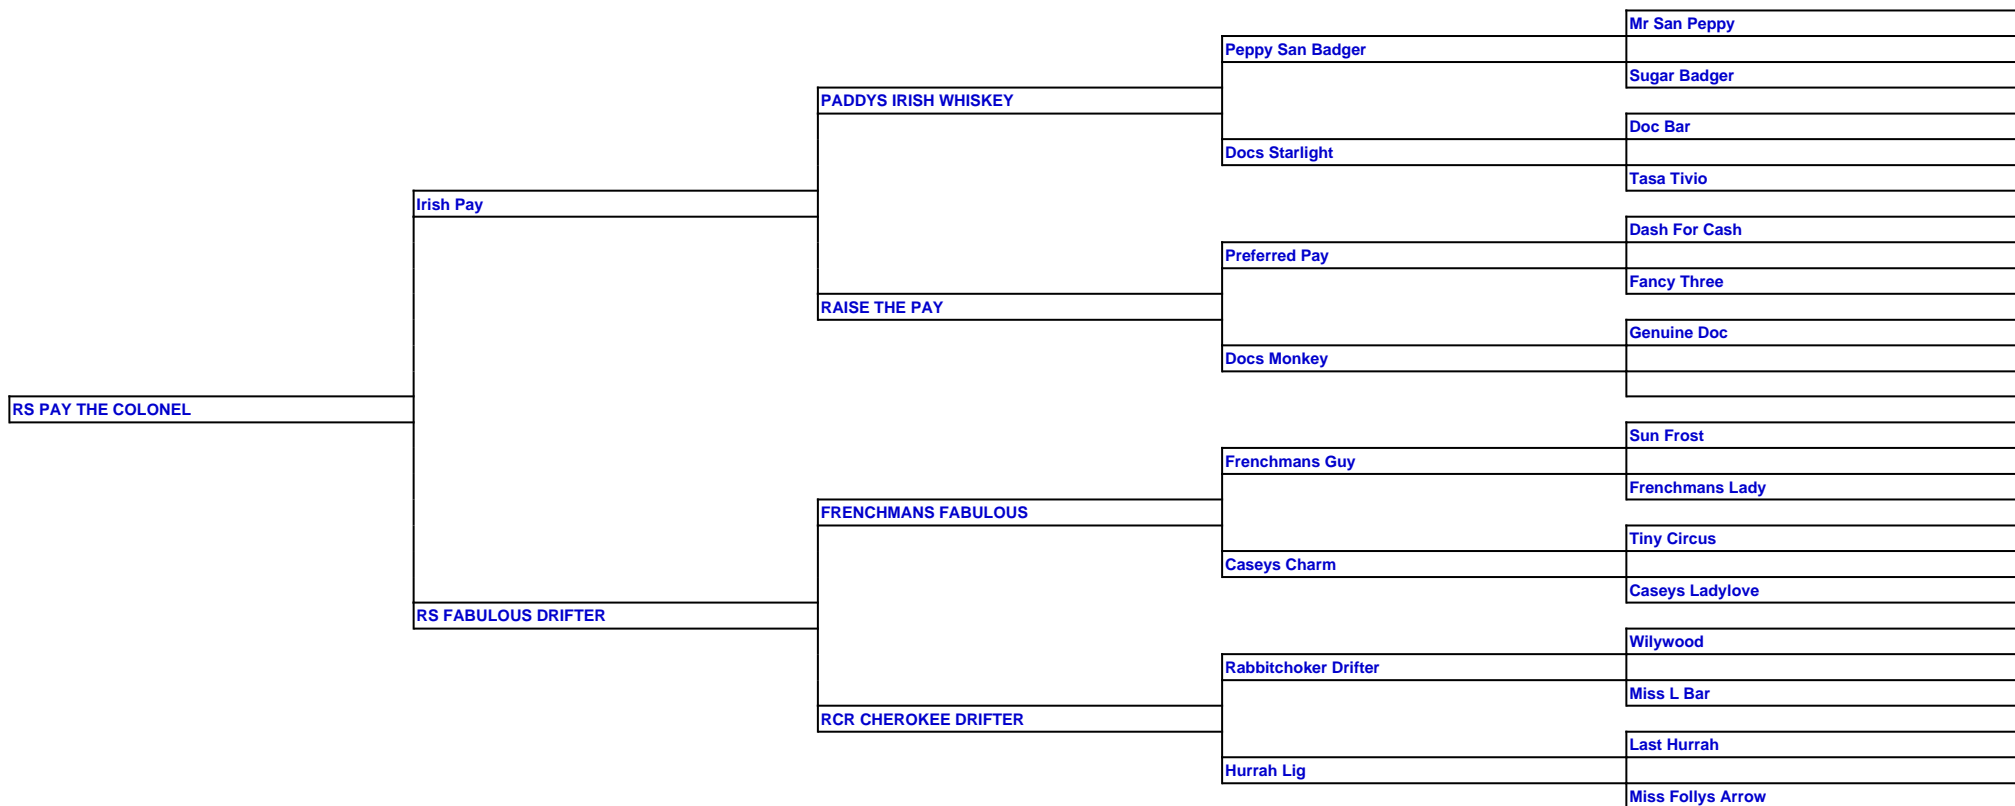 Mr San Peppy
Peppy San Badger
Sugar Badger
PADDYS IRISH WHISKEY
Doc Bar
Docs Starlight
Tasa Tivio
Irish Pay
Dash For Cash
Preferred Pay
Fancy Three
RAISE THE PAY
Genuine Doc
Docs Monkey
RS PAY THE COLONEL
Sun Frost
Frenchmans Guy
Frenchmans Lady
FRENCHMANS FABULOUS
Tiny Circus
Caseys Charm
Caseys Ladylove
RS FABULOUS DRIFTER
Wilywood
Rabbitchoker Drifter
Miss L Bar
RCR CHEROKEE DRIFTER
Last Hurrah
Hurrah Lig
Miss Follys Arrow